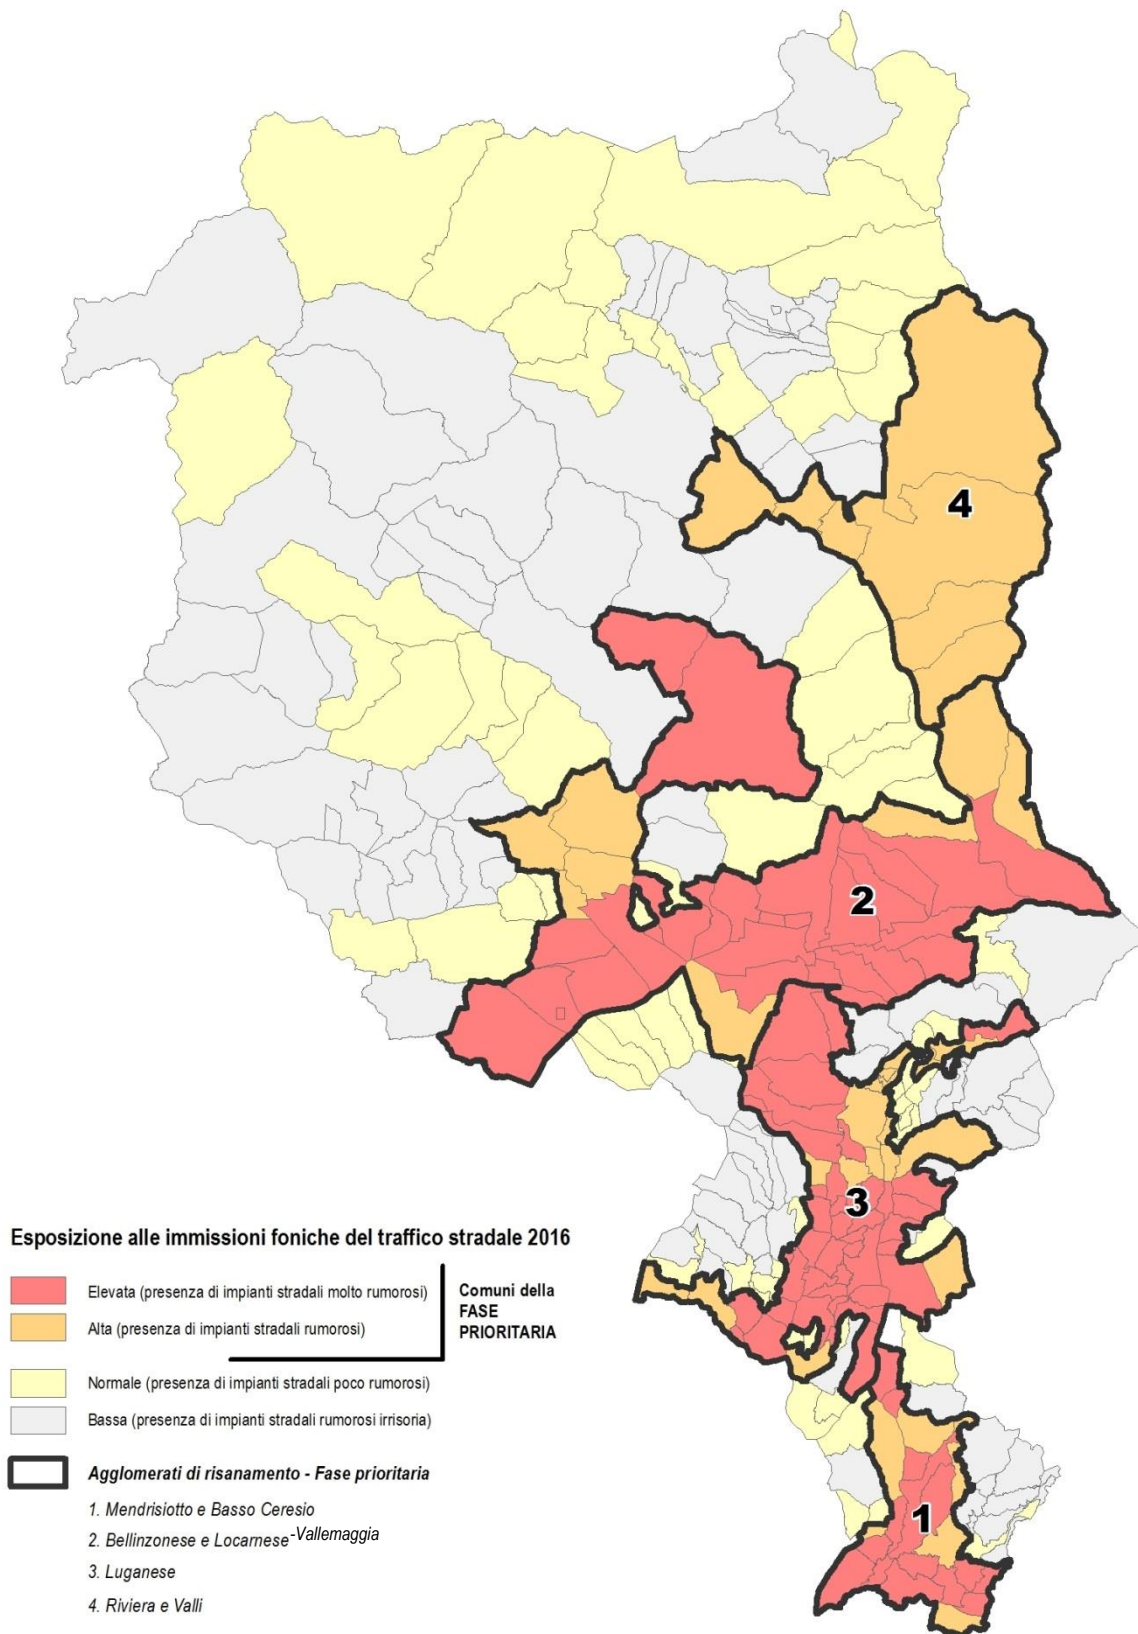 4
2
3
1
Esposizione alle immissioni foniche del traffico stradale 2016
Elevata (presenza di impianti stradali molto rumorosi)
Alta (presenza di impianti stradali rumorosi)
Comuni della
FASE
PRIORITARIA
Normale (presenza di impianti stradali poco rumorosi)
Bassa (presenza di impianti stradali rumorosi irrisoria)
Agglomerati di risanamento - Fase prioritaria
1. Mendrisiotto e Basso Ceresio
2. Bellinzonese e Locarnese-Vallemaggia
3. Luganese
4. Riviera e Valli